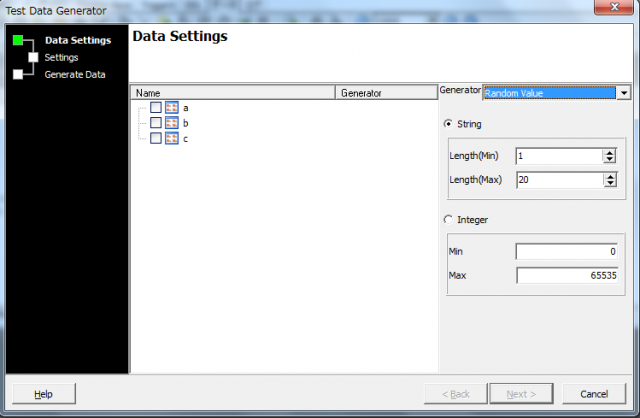 Test Data Generator
Data Settings
Settings
Generate Data
Data Settings
Name Generator
a
b
c
Generator Random Value
String
Length(Min) 1
Length(Max) 20
Integer
Min 0
Max 65535
Help < Back Next > Cancel